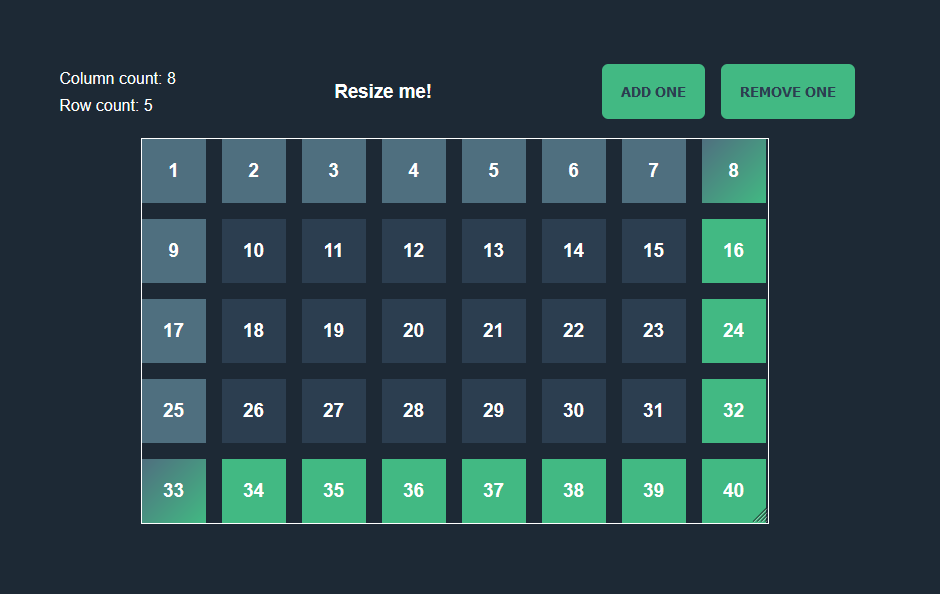 Column count: 8
Row count: 5
Resize me!
ADD ONE
REMOVE ONE
1 2 3 4 5 6 7 8
9 10 11 12 13 14 15 16
17 18 19 20 21 22 23 24
25 26 27 28 29 30 31 32
33 34 35 36 37 38 39 40